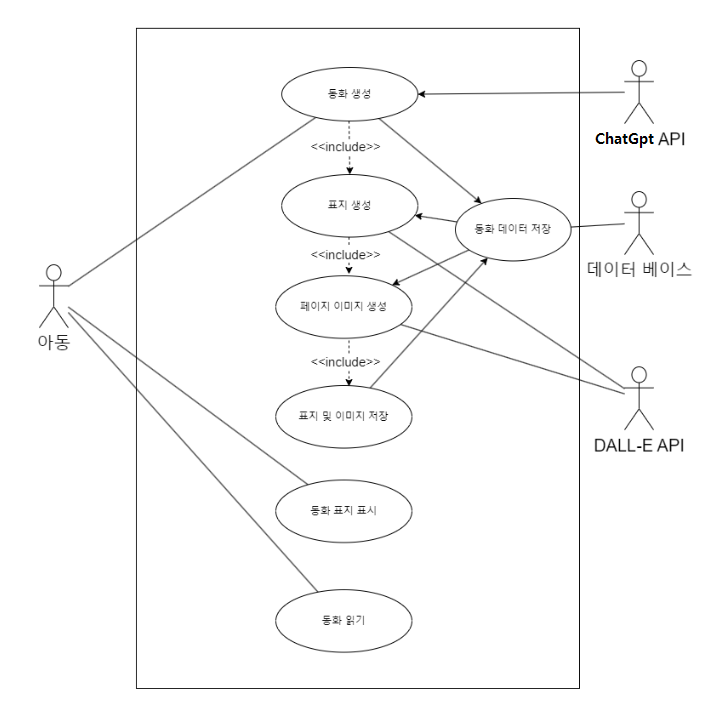 동화 생성
ChatGpt API
<<include>>
표지 생성
동화 데이터 저장
데이터 베이스
<<include>>
페이지 이미지 생성
아동
<<include>>
표지 및 이미지 저장
DALL-E API
동화 표지 표시
동화 읽기